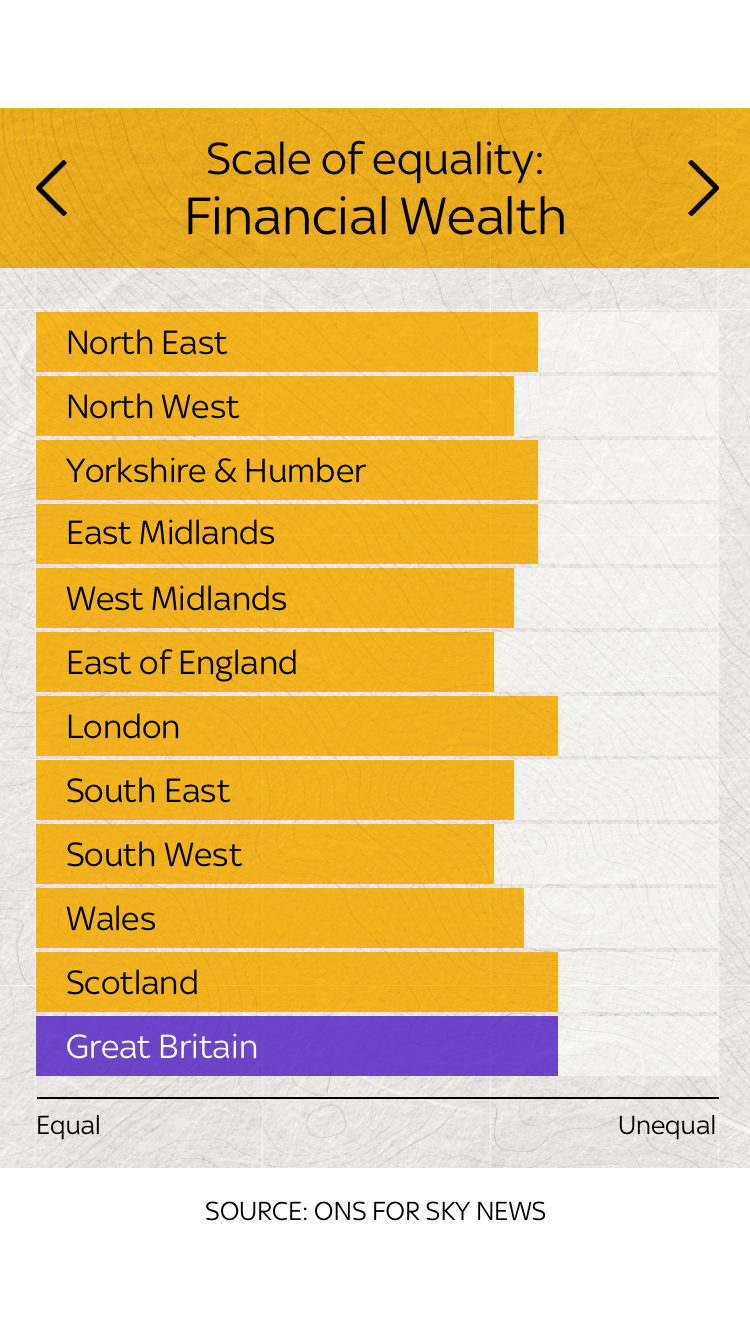 Scale of equality:
Financial Wealth
North East
North West
Yorkshire & Humber
East Midlands
West Midlands
East of England
London
South East
South West
Wales
Scotland
Great Britain
Equal
Unequal
SOURCE: ONS FOR SKY NEWS